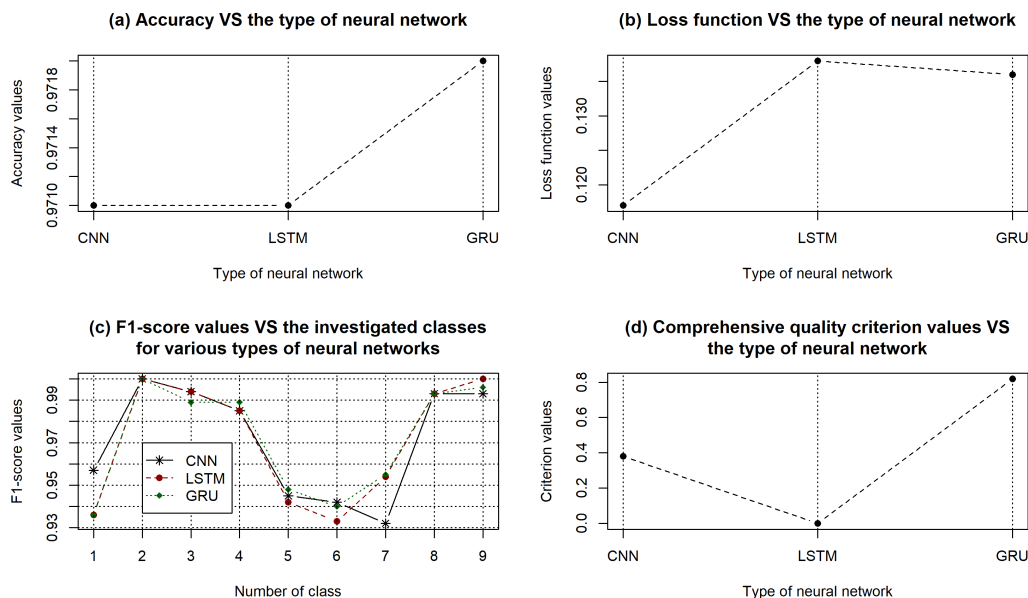 (a) Accuracy VS the type of neural network
Accuracy values
0.9710
0.9714
0.9718
CNN
LSTM
GRU
Type of neural network
(b) Loss function VS the type of neural network
Loss function values
0.120
0.130
CNN
LSTM
GRU
Type of neural network
(c) F1-score values VS the investigated classes
for various types of neural networks
F1-score values
0.93
0.95
0.97
0.99
CNN
LSTM
GRU
1
2
3
4
5
6
7
8
9
Number of class
(d) Comprehensive quality criterion values VS
the type of neural network
Criterion values
0.0
0.2
0.4
0.6
0.8
CNN
LSTM
GRU
Type of neural network